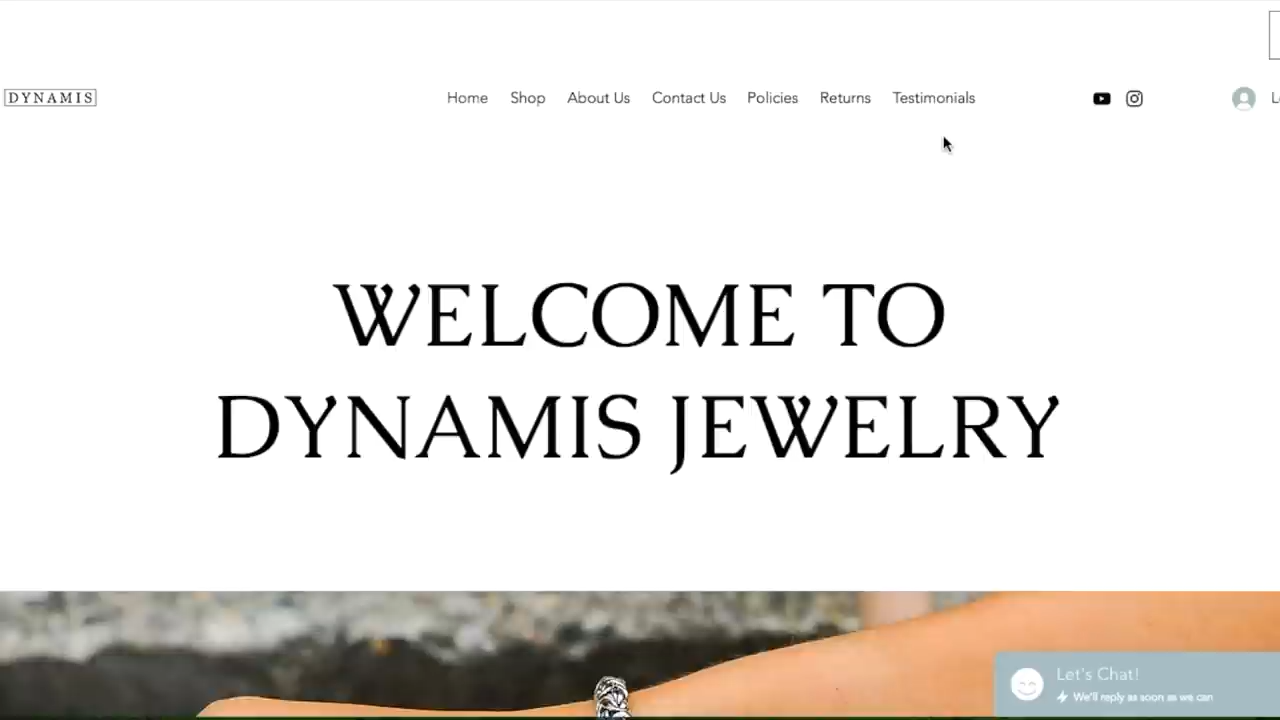 DYNAMIS
Home Shop About Us Contact Us Policies Returns Testimonials
WELCOME TO
DYNAMIS JEWELRY
Let's Chat!
We'll reply as soon as we can